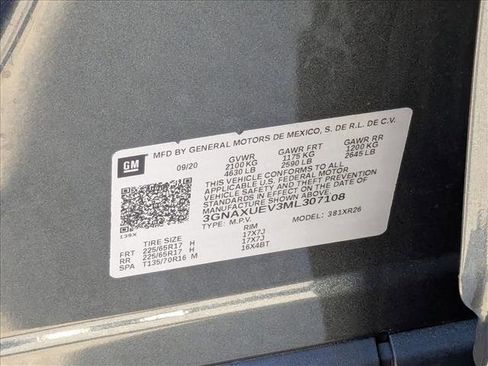 GM
MFD BY GENERAL MOTORS DE MEXICO, S. DE R.L. DE C.V.
09/20 GVWR GAWR FRT GAWR RR
2100 KG 1175 KG 1200 KG
4630 LB 2590 LB 2645 LB
THIS VEHICLE CONFORMS TO ALL
APPLICABLE U.S. FEDERAL MOTOR
VEHICLE SAFETY AND THEFT PREVENTION
STANDARDS IN EFFECT ON THE DATE OF
MANUFACTURE SHOWN ABOVE.
3GNAXUEV3ML307108
TYPE: M.P.V. MODEL: 381XR26
139X
TIRE SIZE RIM
FRT 225/65R17 H 17X7J
RR 225/65R17 H 17X7J
SPA T135/70R16 M 16X4BT